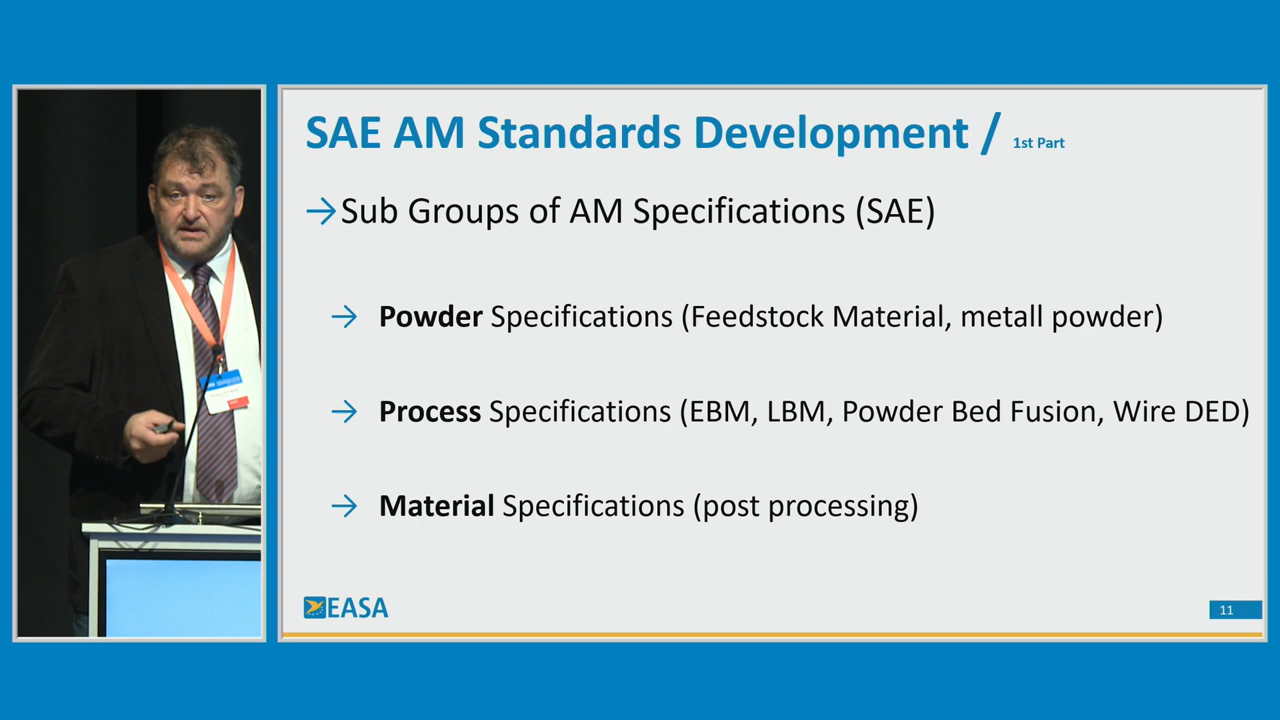 SAE AM Standards Development / 1st Part
→Sub Groups of AM Specifications (SAE)
→ Powder Specifications (Feedstock Material, metall powder)
→ Process Specifications (EBM, LBM, Powder Bed Fusion, Wire DED)
→ Material Specifications (post processing)
EASA
11